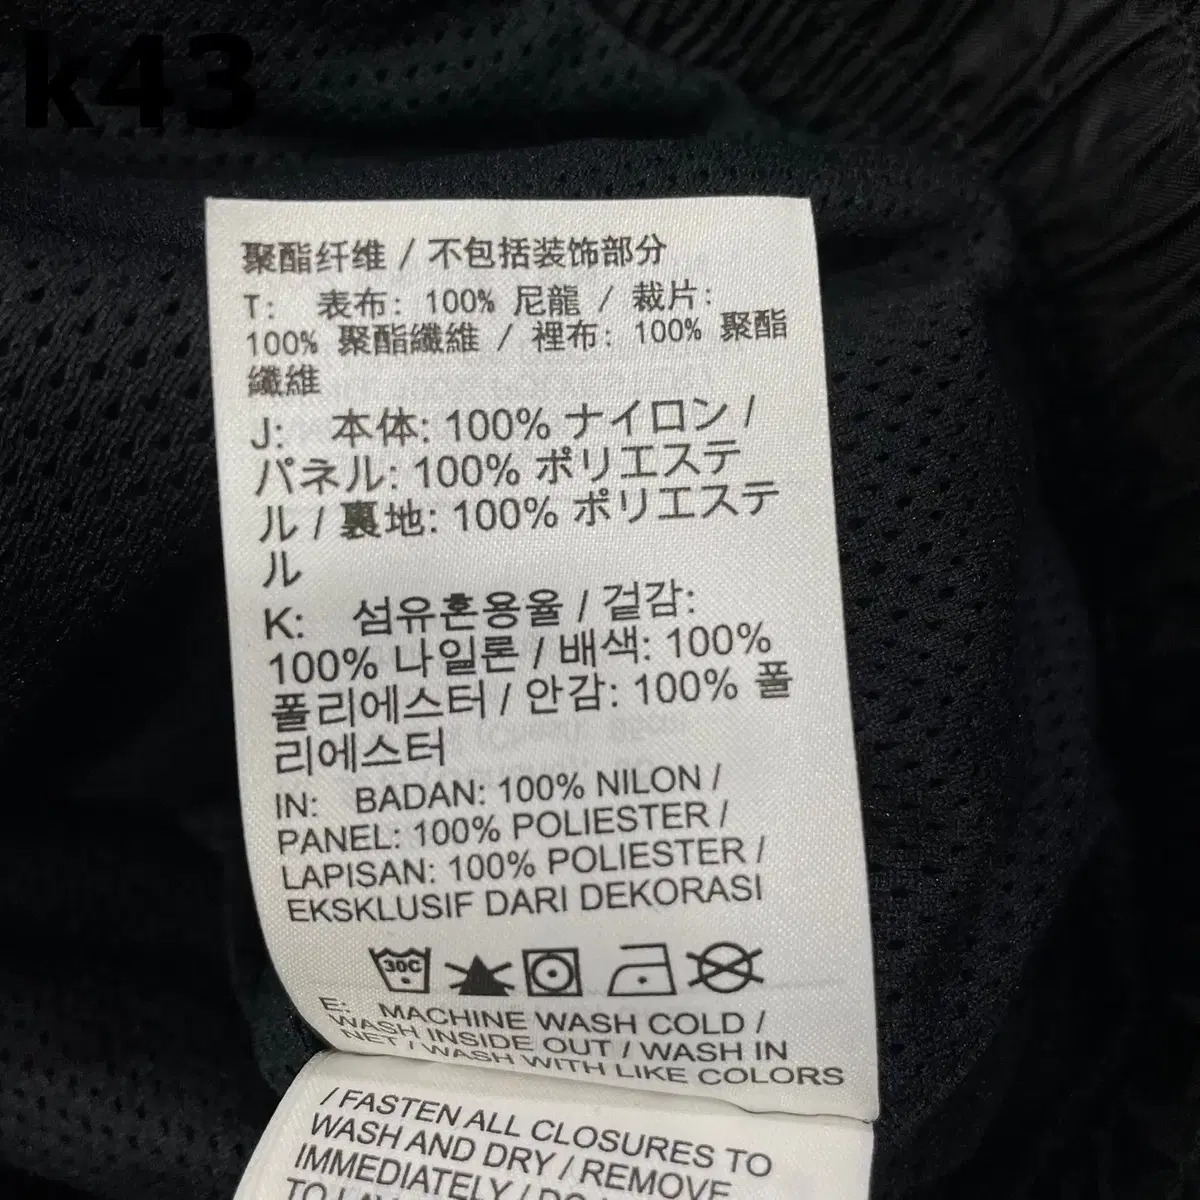 k43
聚酯纤维 / 不包括装饰部分
T: 表布: 100% 尼龍 / 裁片:
100% 聚酯纖維 / 裡布: 100% 聚酯
纖維
J: 本体: 100% ナイロン /
パネル: 100% ポリエステ
ル / 裏地: 100% ポリエステ
ル
K: 섬유혼용율 / 겉감:
100% 나일론 / 배색: 100%
폴리에스터 / 안감: 100% 폴
리에스터
IN: BADAN: 100% NILON /
PANEL: 100% POLIESTER /
LAPISAN: 100% POLIESTER /
EKSKLUSIF DARI DEKORASI
30C
E: MACHINE WASH COLD /
WASH INSIDE OUT / WASH IN
NET / WASH WITH LIKE COLORS
/ FASTEN ALL CLOSURES TO
WASH AND DRY / REMOVE
IMMEDIATELY / DO